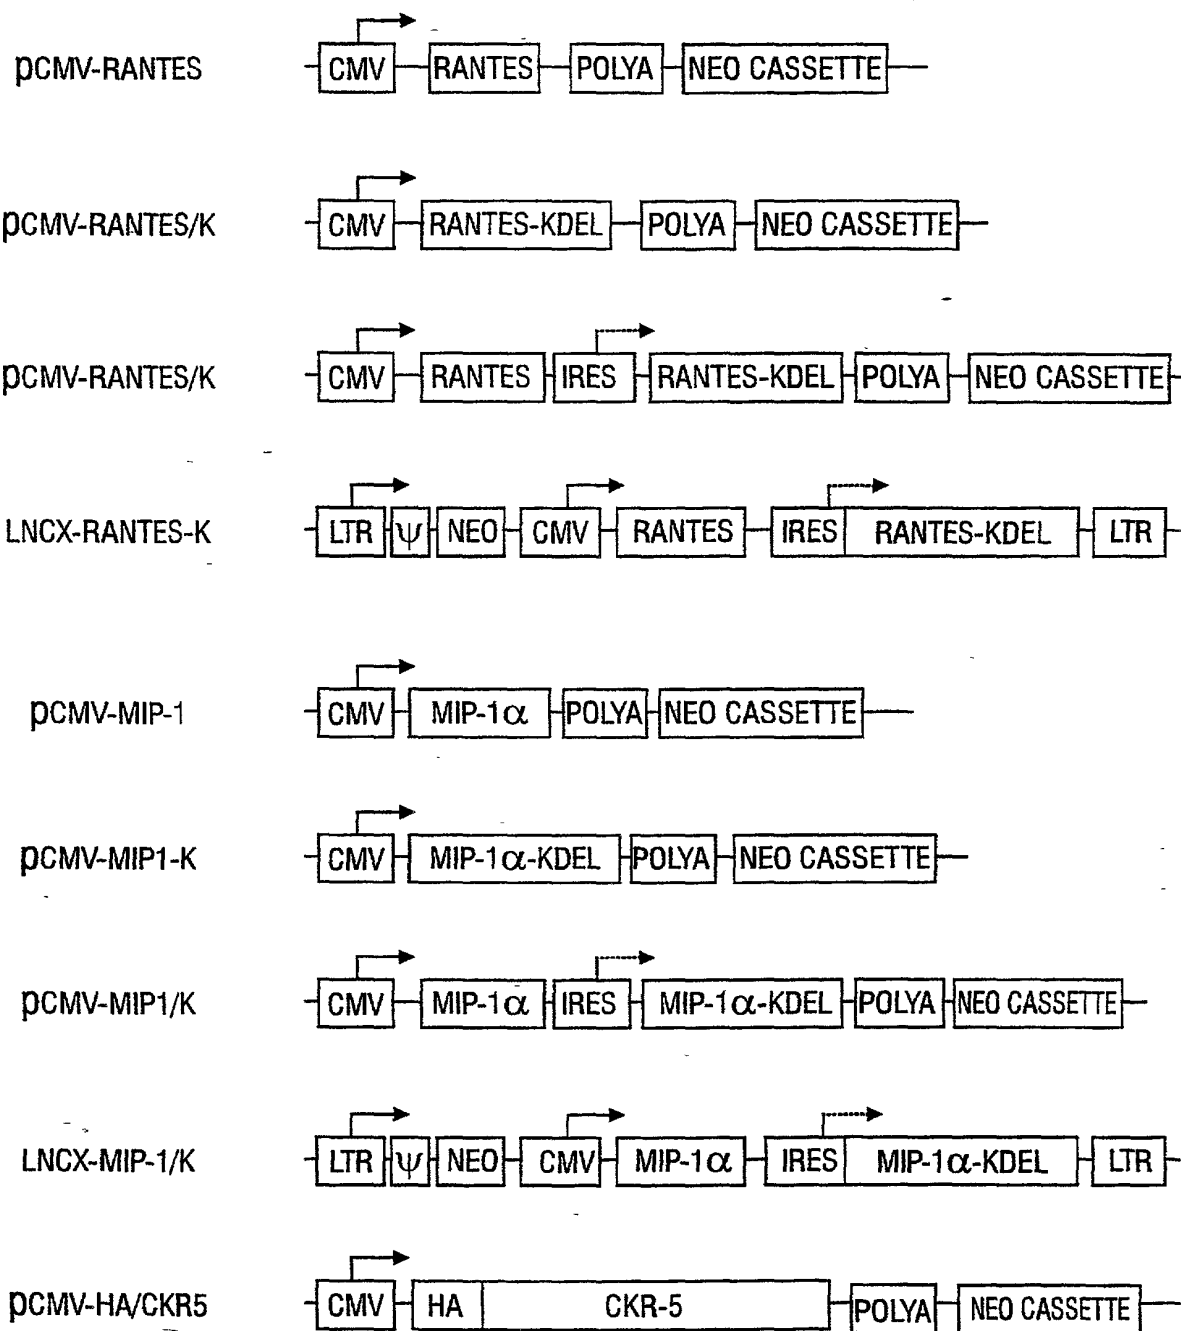 pCMV-RANTES CMV RANTES POLYA NEO CASSETTE
pCMV-RANTES/K CMV RANTES-KDEL POLYA NEO CASSETTE
pCMV-RANTES/K CMV RANTES IRES RANTES-KDEL POLYA NEO CASSETTE
LNCX-RANTES-K LTR ψ NEO CMV RANTES IRES RANTES-KDEL LTR
pCMV-MIP-1 CMV MIP-1α POLYA NEO CASSETTE
pCMV-MIP1-K CMV MIP-1α-KDEL POLYA NEO CASSETTE
pCMV-MIP1/K CMV MIP-1α IRES MIP-1α-KDEL POLYA NEO CASSETTE
LNCX-MIP-1/K LTR ψ NEO CMV MIP-1α IRES MIP-1α-KDEL LTR
pCMV-HA/CKR5 CMV HA CKR-5 POLYA NEO CASSETTE